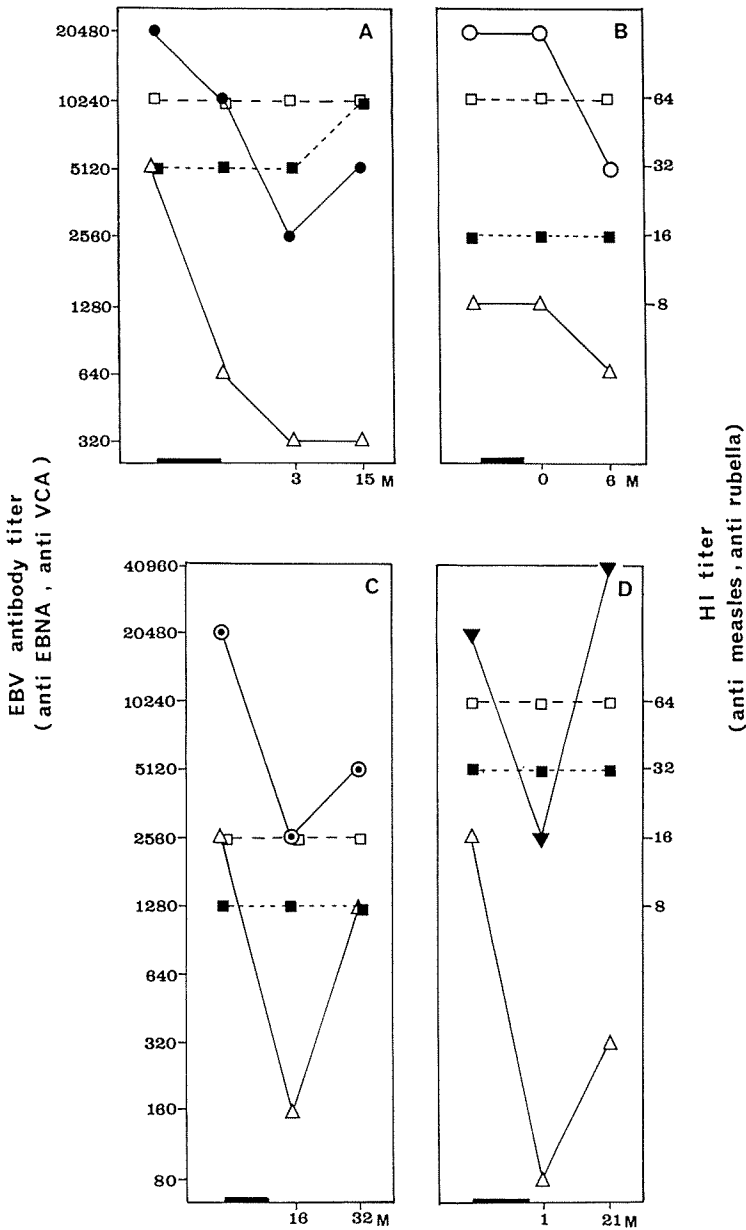 EBV antibody titer
(anti EBNA, anti VCA)
20480
10240
5120
2560
1280
640
320
A
3 15 M
B
64
32
16
8
0 6 M
HI titer
(anti measles, anti rubella)
40960
20480
10240
5120
2560
1280
640
320
160
80
C
16 32 M
D
64
32
16
8
1 21 M